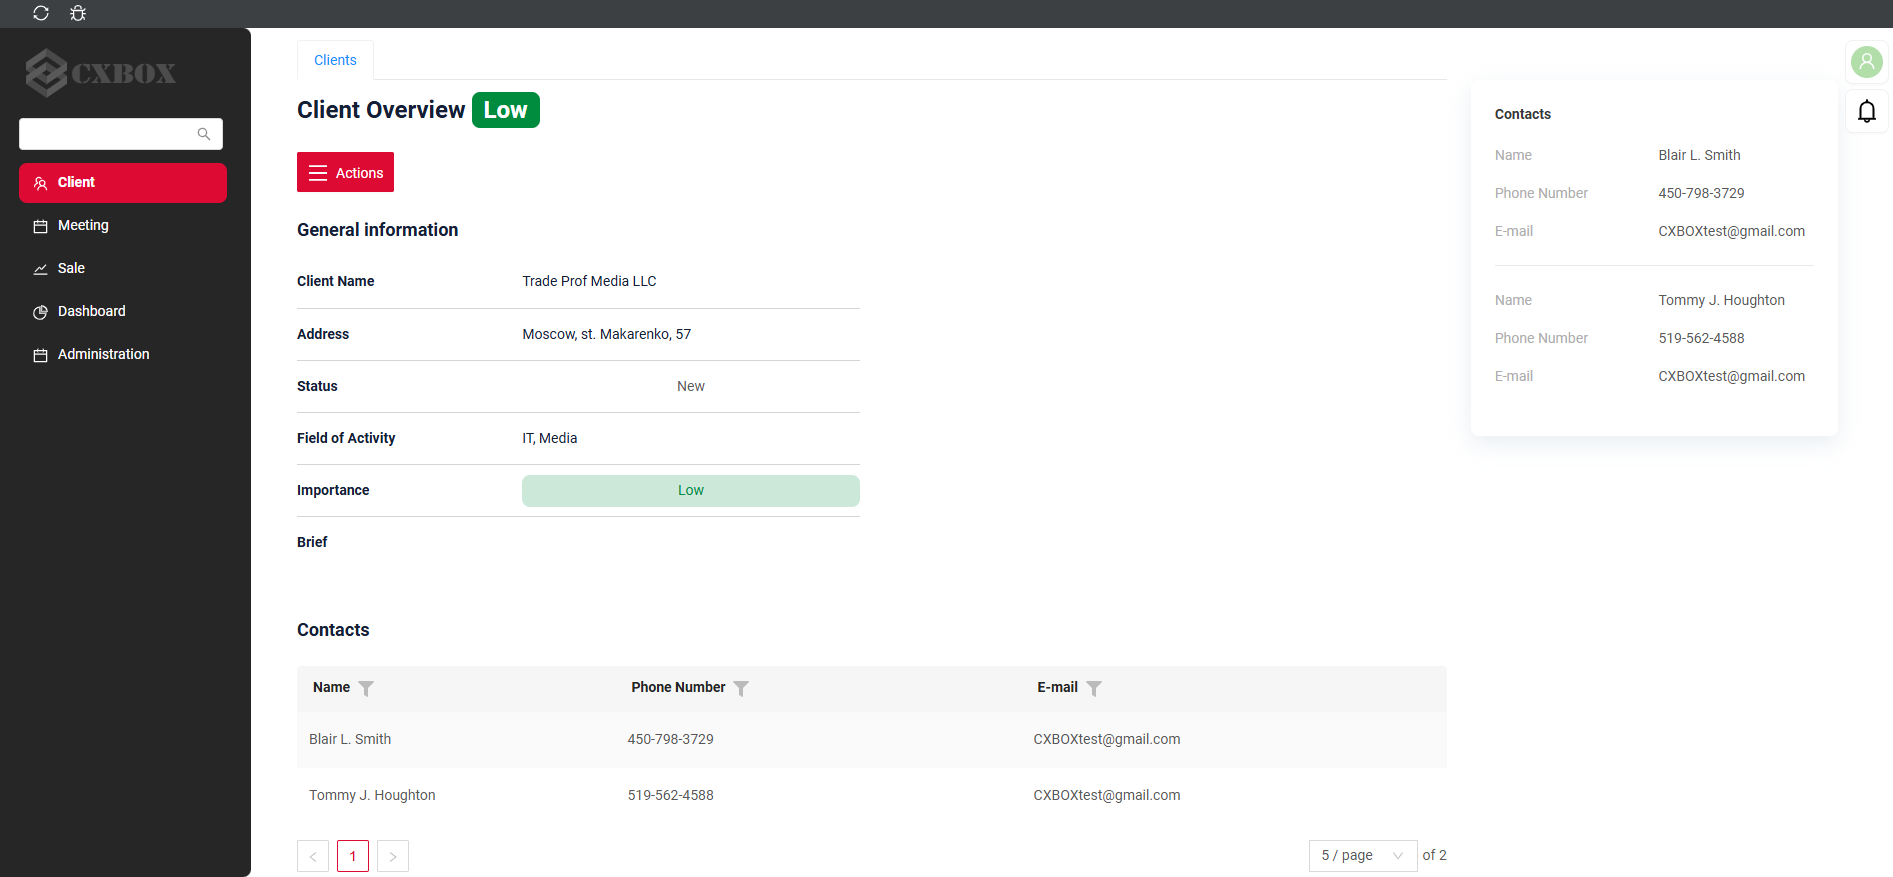 CXBOX
Client
Meeting
Sale
Dashboard
Administration
Clients
Client Overview Low
Actions
General information
Client Name Trade Prof Media LLC
Address Moscow, st. Makarenko, 57
Status New
Field of Activity IT, Media
Importance Low
Brief
Contacts
Name Phone Number E-mail
Blair L. Smith 450-798-3729 CXBOXtest@gmail.com
Tommy J. Houghton 519-562-4588 CXBOXtest@gmail.com
< 1 > 5 / page of 2
Contacts
Name Blair L. Smith
Phone Number 450-798-3729
E-mail CXBOXtest@gmail.com
Name Tommy J. Houghton
Phone Number 519-562-4588
E-mail CXBOXtest@gmail.com